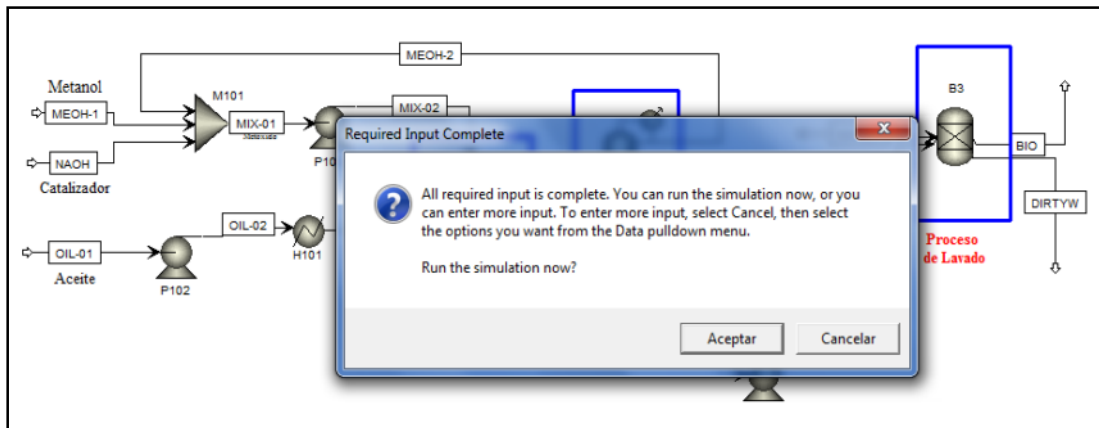 MEOH-2
Metanol
M101
B3
MEOH-1
MIX-01
MIX-02
NAOH
Catalizador
BIO
DIRTYW
OIL-02
OIL-01
H101
Aceite
P102
Proceso
de Lavado
Required Input Complete
All required input is complete. You can run the simulation now, or you
can enter more input. To enter more input, select Cancel, then select
the options you want from the Data pulldown menu.
Run the simulation now?
Aceptar
Cancelar